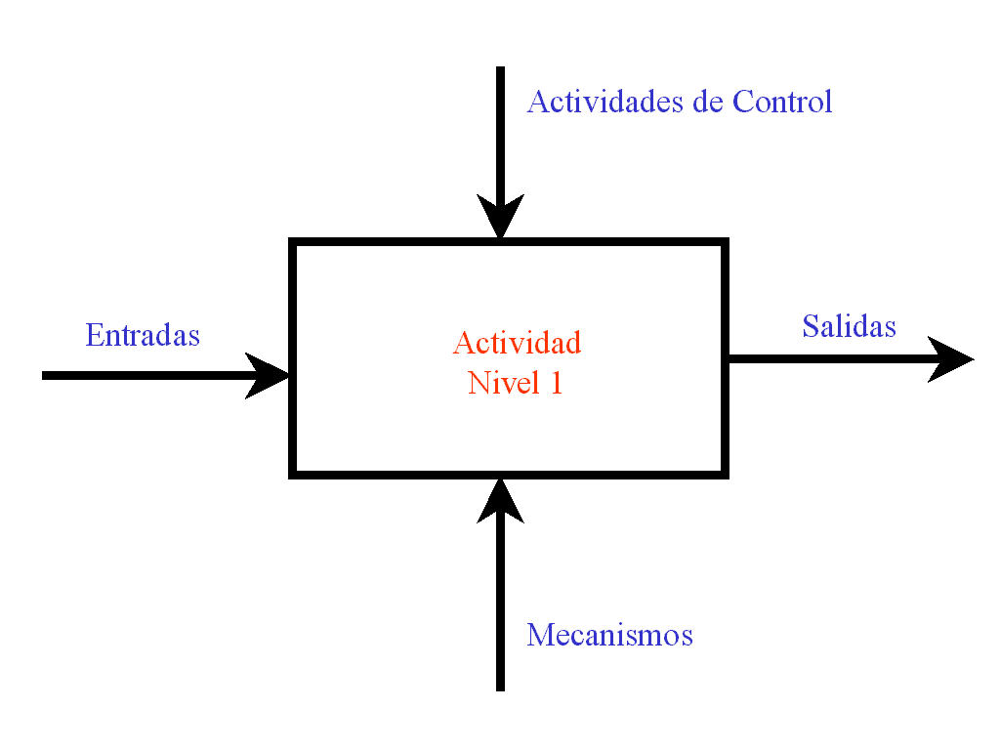 Actividades de Control
Entradas
Salidas
Actividad
Nivel 1
Mecanismos